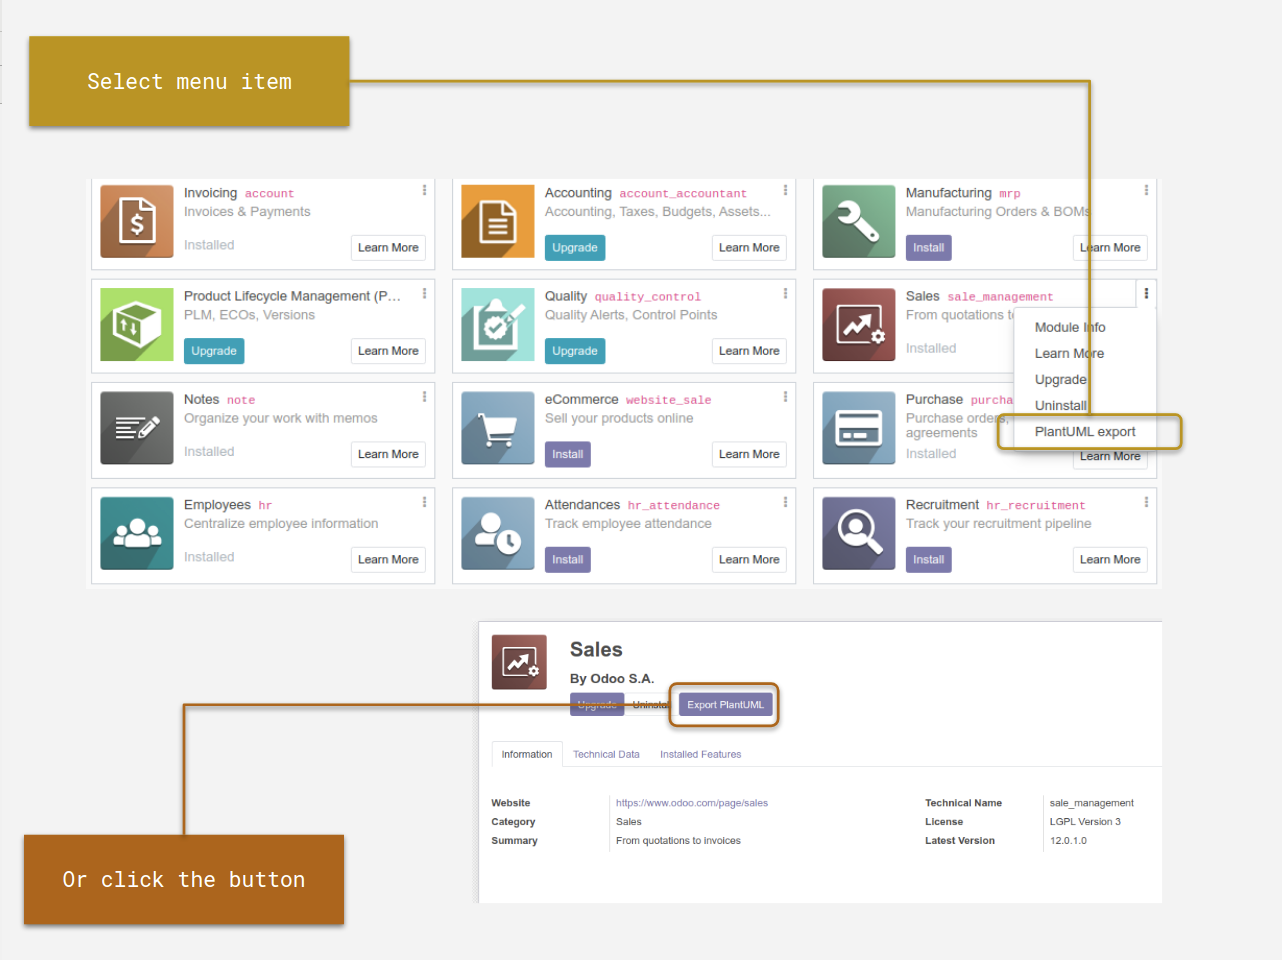 Select menu item
Invoicing account
Invoices & Payments
Installed
Learn More
Accounting account_accountant
Accounting, Taxes, Budgets, Assets...
Upgrade
Learn More
Manufacturing mrp
Manufacturing Orders & BOMs
Install
Learn More
Product Lifecycle Management (P...
PLM, ECOs, Versions
Upgrade
Learn More
Quality quality_control
Quality Alerts, Control Points
Upgrade
Learn More
Sales sale_management
From quotations to
Installed
Module Info
Learn More
Upgrade
Uninstall
PlantUML export
Notes note
Organize your work with memos
Installed
Learn More
eCommerce website_sale
Sell your products online
Install
Learn More
Purchase purcha
Purchase orders,
agreements
Installed
Learn More
Employees hr
Centralize employee information
Installed
Learn More
Attendances hr_attendance
Track employee attendance
Install
Learn More
Recruitment hr_recruitment
Track your recruitment pipeline
Install
Learn More
Sales
By Odoo S.A.
Upgrade Uninstall Export PlantUML
Information Technical Data Installed Features
Website https://www.odoo.com/page/sales Technical Name sale_management
Category Sales License LGPL Version 3
Summary From quotations to invoices Latest Version 12.0.1.0
Or click the button